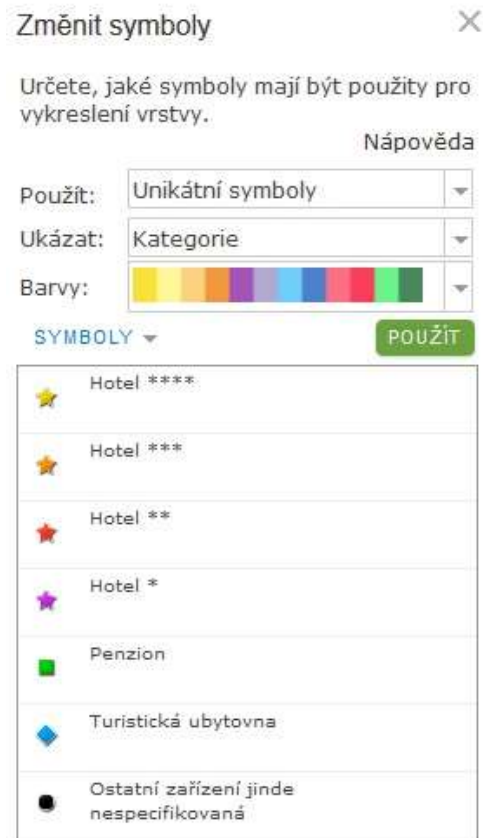 Změnit symboly
Určete, jaké symboly mají být použity pro
vykreslení vrstvy.
Nápověda
Použít: Unikátní symboly
Ukázat: Kategorie
Barvy:
SYMBOLY POUŽÍT
Hotel ****
Hotel ***
Hotel **
Hotel *
Penzion
Turistická ubytovna
Ostatní zařízení jinde
nespecifikovaná